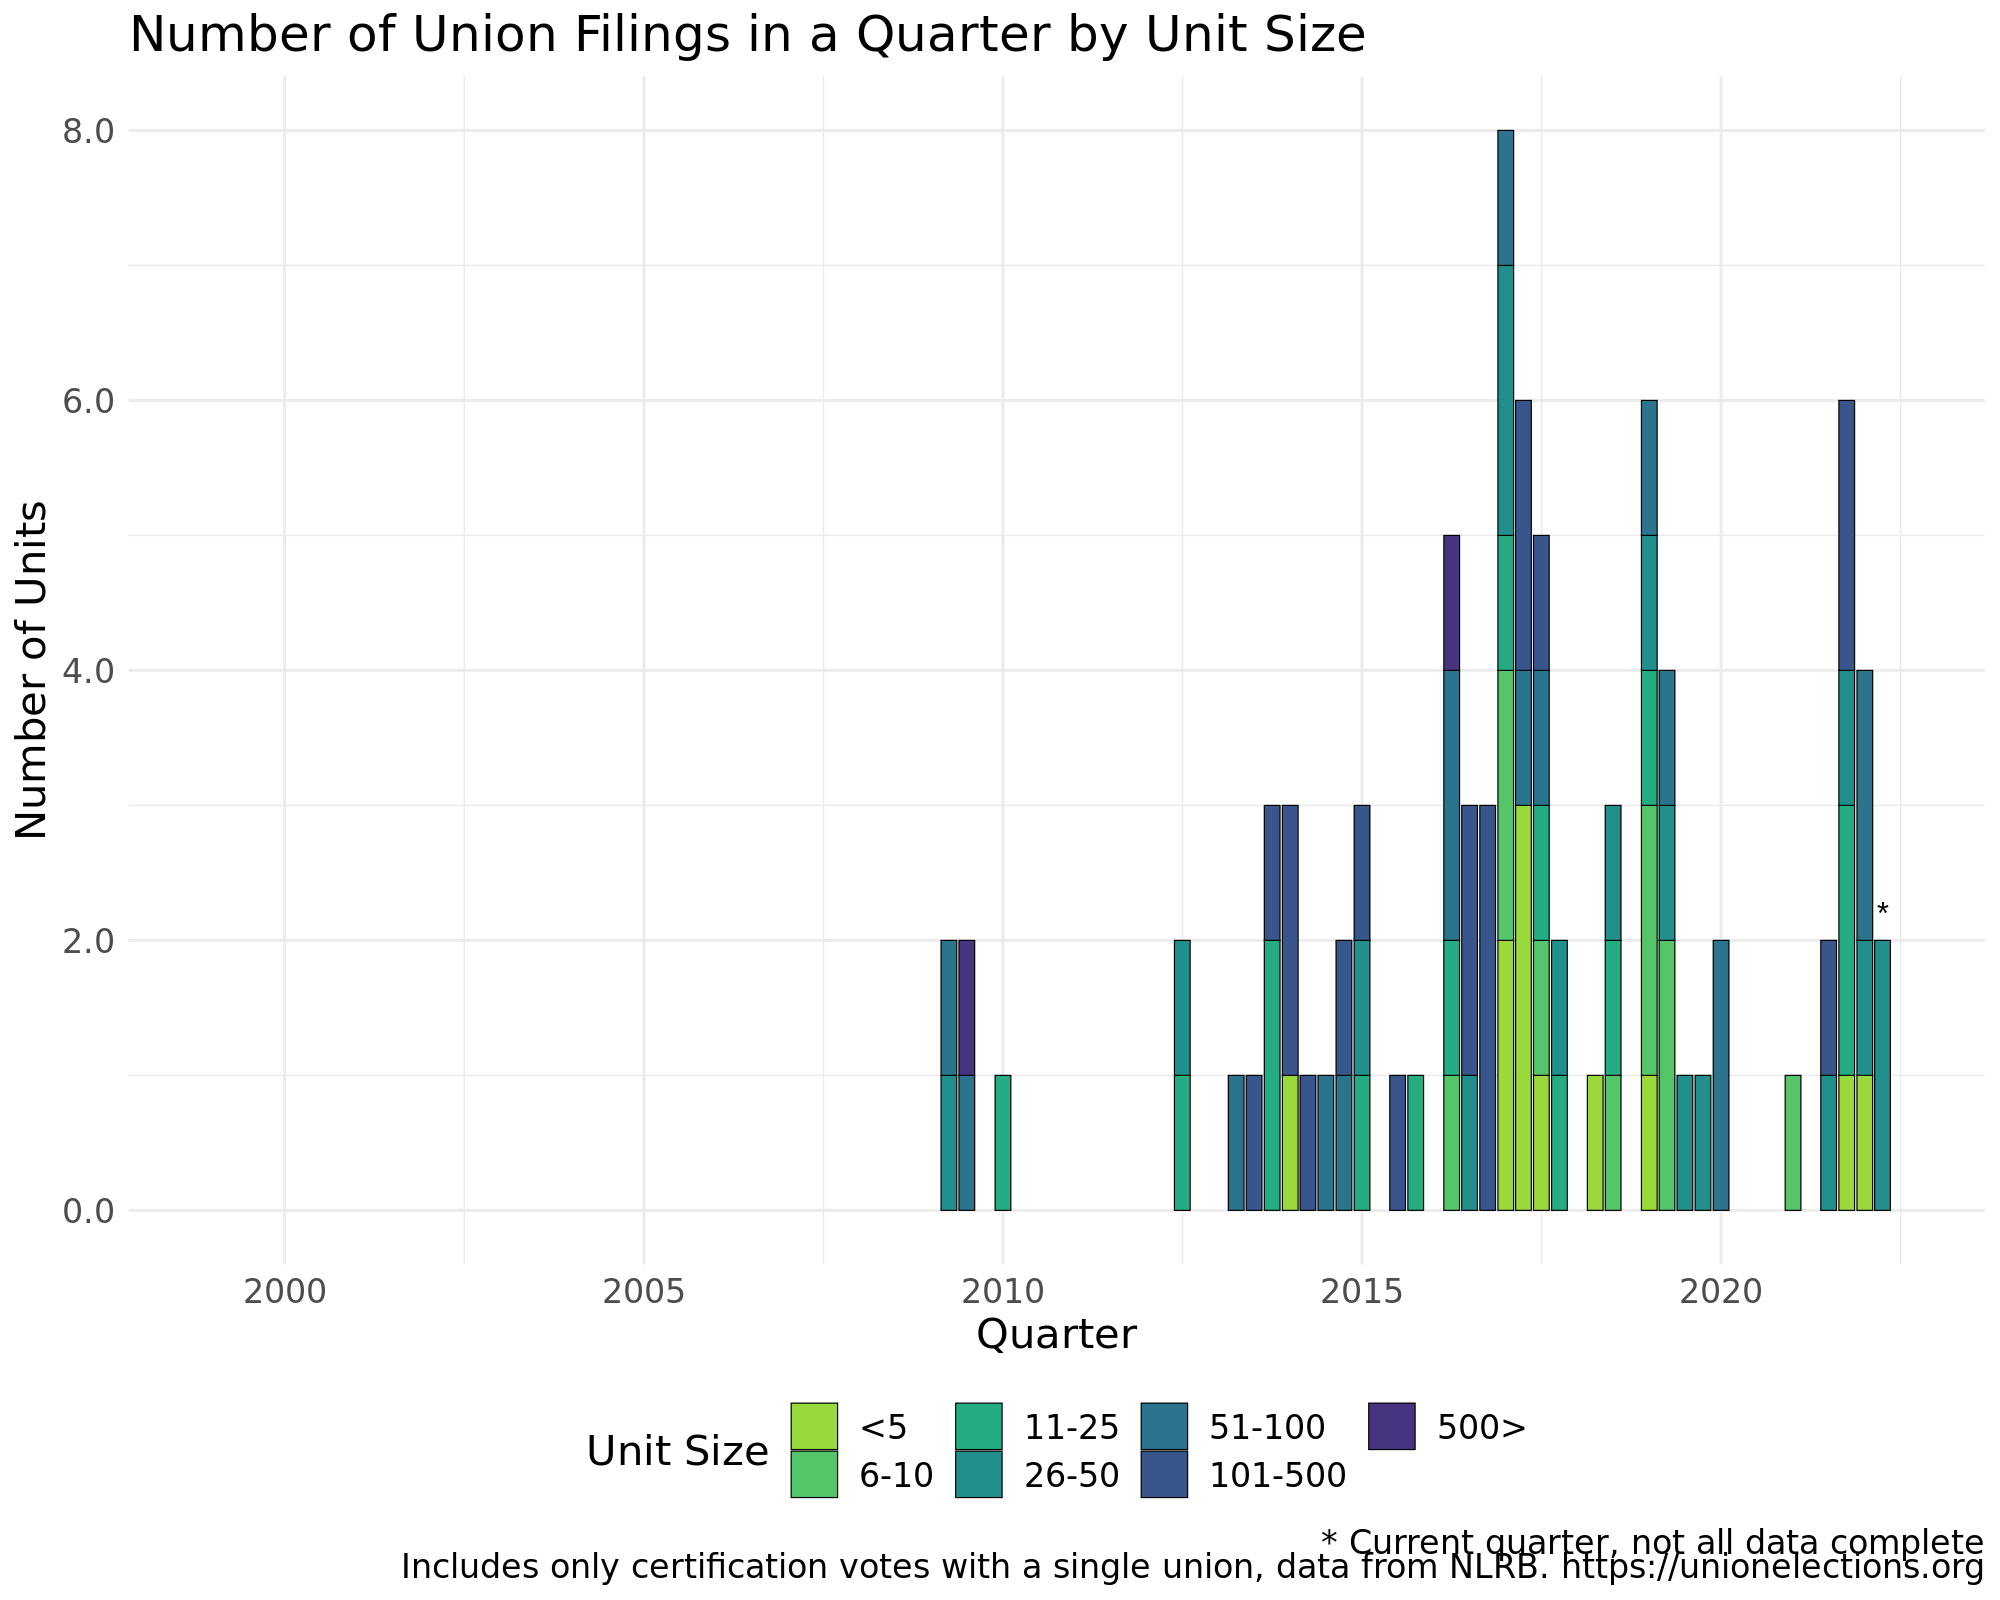 Number of Union Filings in a Quarter by Unit Size
Number of Units
8.0
6.0
4.0
2.0
0.0
*
2000 2005 2010 2015 2020
Quarter
Unit Size
<5 11-25 51-100 500>
6-10 26-50 101-500
* Current quarter, not all data complete
Includes only certification votes with a single union, data from NLRB. https://unionelections.org